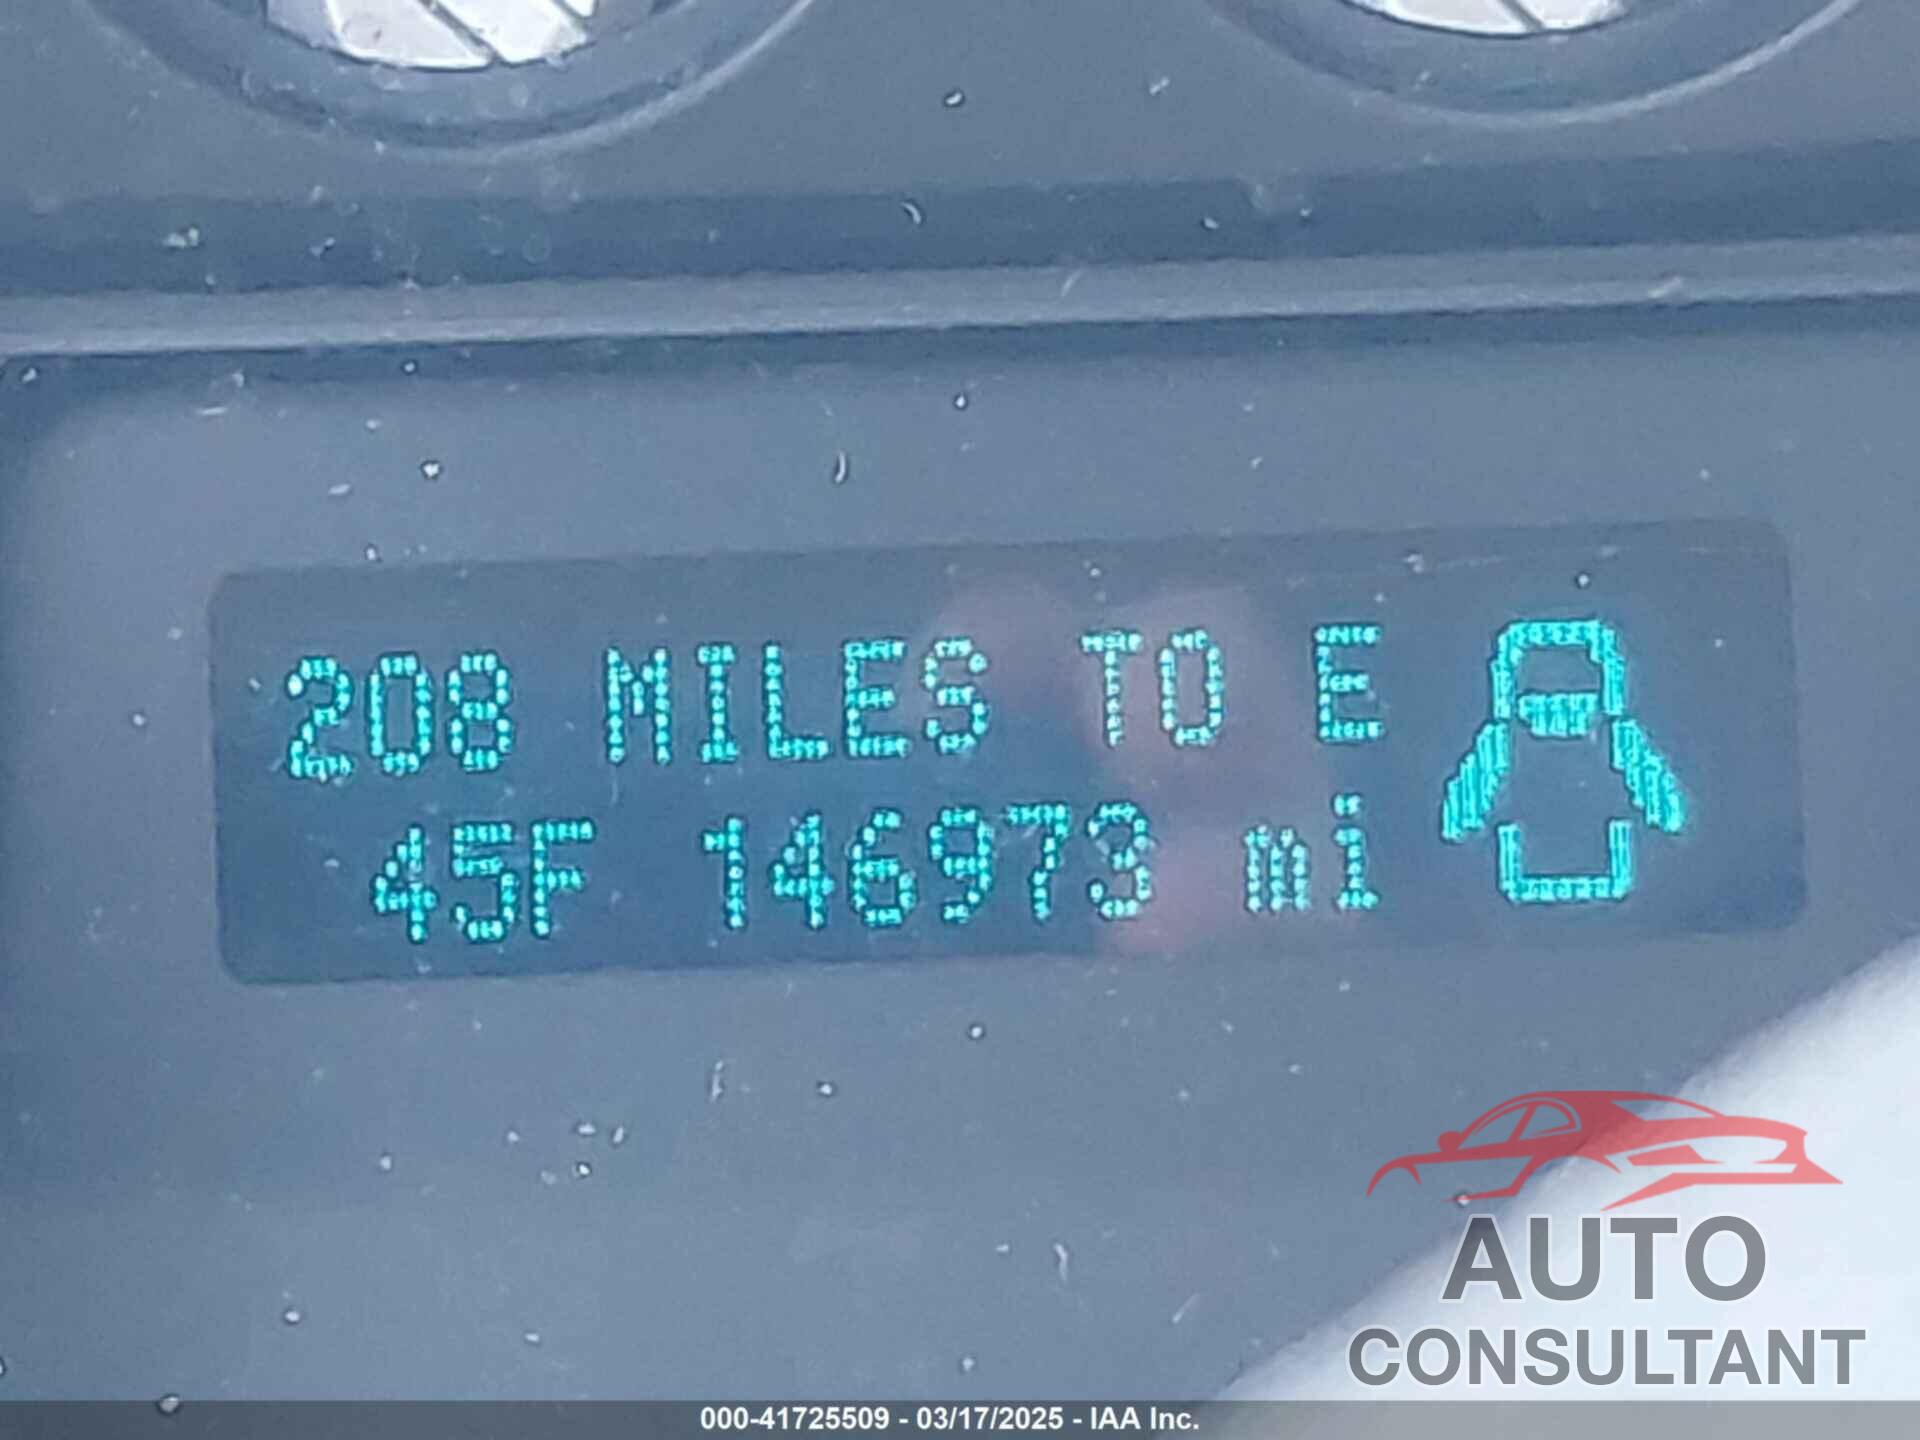 208 MILES TO E
45F 146973 mi
AUTO
CONSULTANT
000-41725509 - 03/17/2025 - IAA Inc.